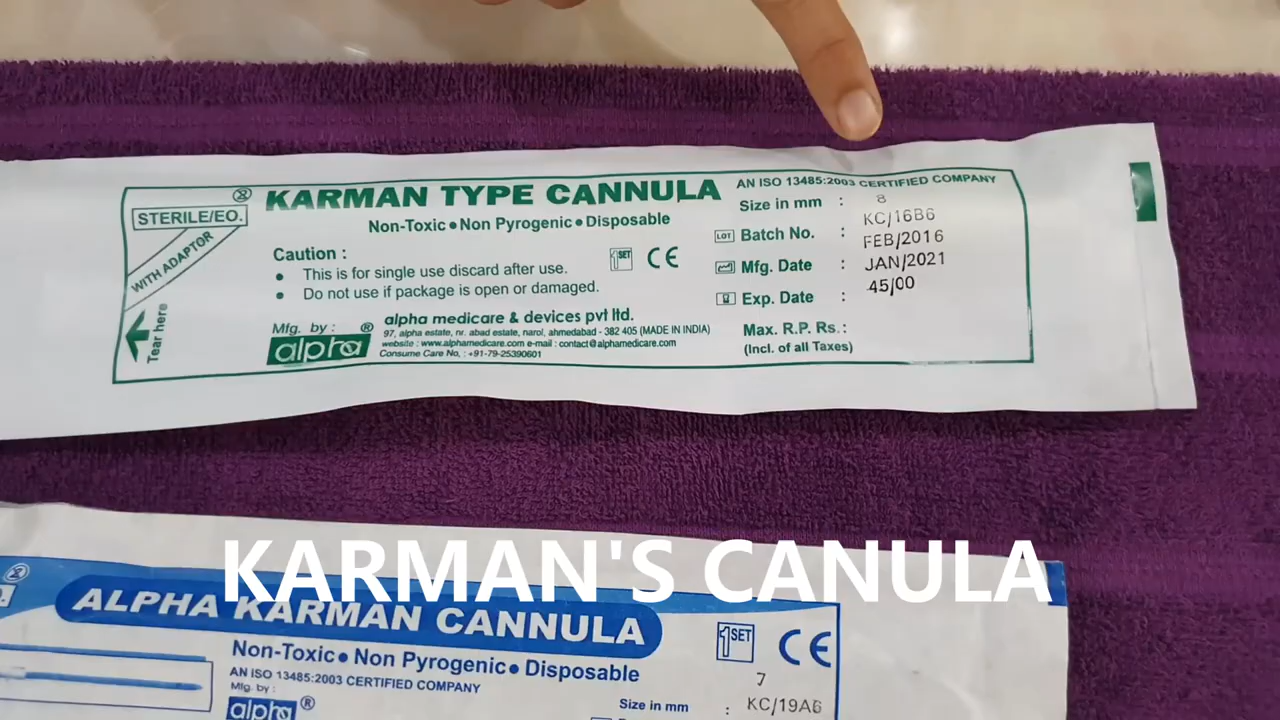 STERILE/EO.
WITH ADAPTOR
Tear here
KARMAN TYPE CANNULA
Non-Toxic ● Non Pyrogenic ● Disposable
Caution :
● This is for single use discard after use.
● Do not use if package is open or damaged.
1SET CE
Mfg. by :
alpha ®
alpha medicare & devices pvt ltd.
97, alpha estate, nr. abad estate, narol, ahmedabad - 382 405 (MADE IN INDIA)
website : www.alphamedicare.com e-mail : contact@alphamedicare.com
Consume Care No, : +91-79-25390601
AN ISO 13485:2003 CERTIFIED COMPANY
Size in mm : 8
LOT Batch No. : KC/16B6
Mfg. Date : FEB/2016
Exp. Date : JAN/2021
Max. R.P. Rs.: 45/00
(Incl. of all Taxes)
KARMAN'S CANULA
ALPHA KARMAN CANNULA
Non-Toxic ● Non Pyrogenic ● Disposable
AN ISO 13485:2003 CERTIFIED COMPANY
Mfg. by :
alpha ®
1SET CE
Size in mm : 7
KC/19A6